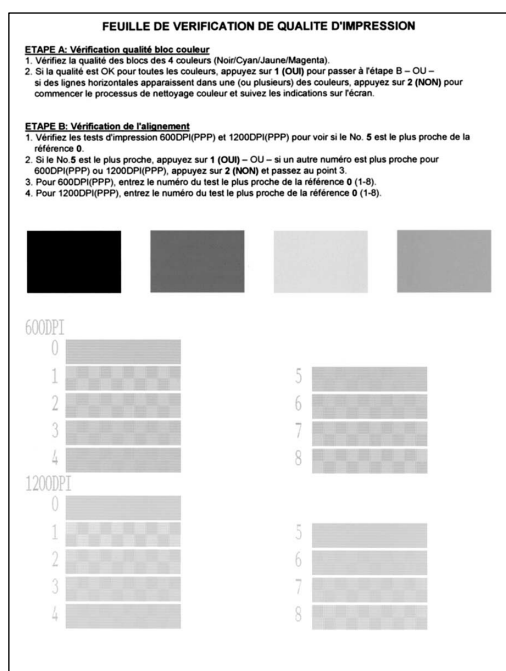 FEUILLE DE VERIFICATION DE QUALITE D'IMPRESSION
ETAPE A: Vérification qualité bloc couleur
1. Vérifiez la qualité des blocs des 4 couleurs (Noir/Cyan/Jaune/Magenta).
2. Si la qualité est OK pour toutes les couleurs, appuyez sur 1 (OUI) pour passer à l'étape B – OU –
si des lignes horizontales apparaissent dans une (ou plusieurs) des couleurs, appuyez sur 2 (NON) pour
commencer le processus de nettoyage couleur et suivez les indications sur l'écran.
ETAPE B: Vérification de l'alignement
1. Vérifiez les tests d'impression 600DPI(PPP) et 1200DPI(PPP) pour voir si le No. 5 est le plus proche de la
référence 0.
2. Si le No.5 est le plus proche, appuyez sur 1 (OUI) – OU – si un autre numéro est plus proche pour
600DPI(PPP) ou 1200DPI(PPP), appuyez sur 2 (NON) et passez au point 3.
3. Pour 600DPI(PPP), entrez le numéro du test le plus proche de la référence 0 (1-8).
4. Pour 1200DPI(PPP), entrez le numéro du test le plus proche de la référence 0 (1-8).
600DPI
0
1 5
2 6
3 7
4 8
1200DPI
0
1 5
2 6
3 7
4 8